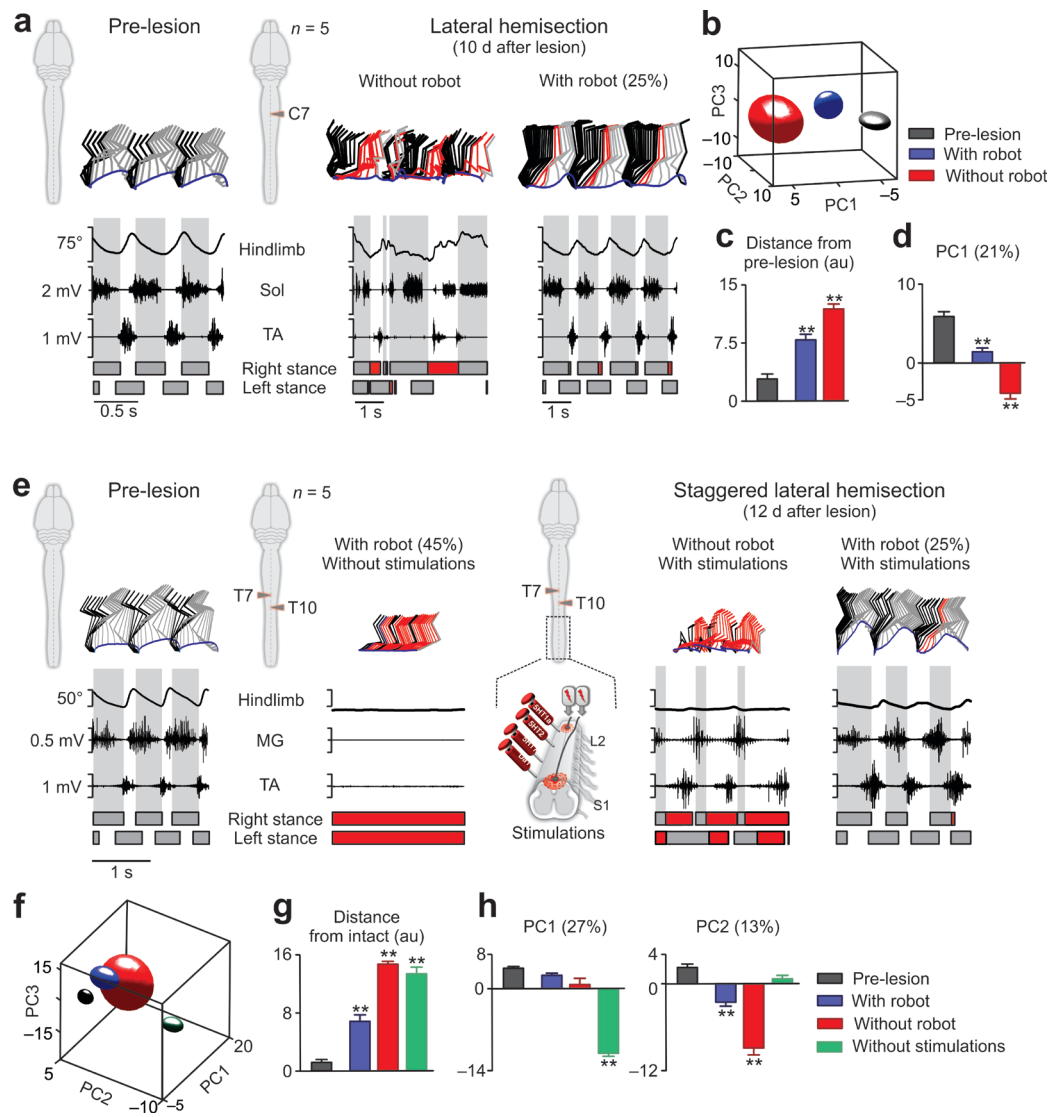 a
Pre-lesion
n = 5
C7
Lateral hemisection
(10 d after lesion)
Without robot
With robot (25%)
75°
Hindlimb
2 mV
Sol
1 mV
TA
Right stance
Left stance
0.5 s
1 s
1 s
b
10
PC3
–10
–10
PC2
10
5
PC1
–5
Pre-lesion
With robot
Without robot
c
Distance from
pre-lesion (au)
15
7.5
0
**
**
d
PC1 (21%)
10
0
–5
**
**
e
Pre-lesion
n = 5
T7
T10
With robot (45%)
Without stimulations
T7
T10
Staggered lateral hemisection
(12 d after lesion)
Without robot
With stimulations
With robot (25%)
With stimulations
50°
Hindlimb
0.5 mV
MG
1 mV
TA
Right stance
Left stance
1 s
5HT1a
5HT2
L2
S1
Stimulations
f
15
PC3
–15
5
PC2
–10
–5
PC1
20
g
Distance
from intact (au)
16
8
0
**
**
**
h
PC1 (27%)
8
0
–14
**
PC2 (13%)
4
0
–12
**
**
Pre-lesion
With robot
Without robot
Without stimulations